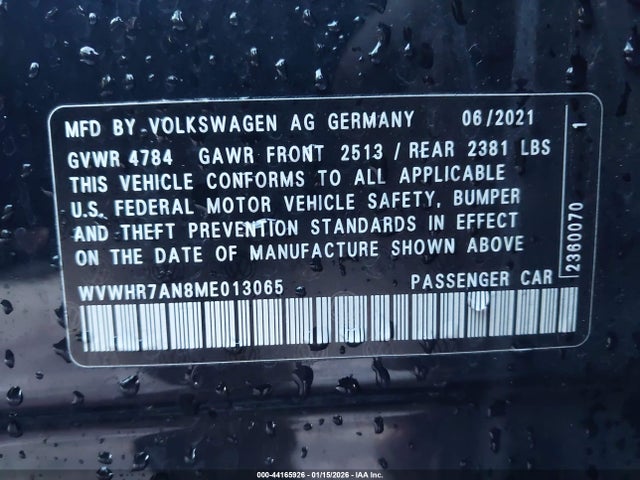 MFD BY VOLKSWAGEN AG GERMANY 06/2021
GVWR 4784 GAWR FRONT 2513 / REAR 2381 LBS
THIS VEHICLE CONFORMS TO ALL APPLICABLE
U.S. FEDERAL MOTOR VEHICLE SAFETY, BUMPER
AND THEFT PREVENTION STANDARDS IN EFFECT
ON THE DATE OF MANUFACTURE SHOWN ABOVE
WVWHR7AN8ME013065 PASSENGER CAR
2360070 1
000-44165926 - 01/15/2026 - IAA Inc.